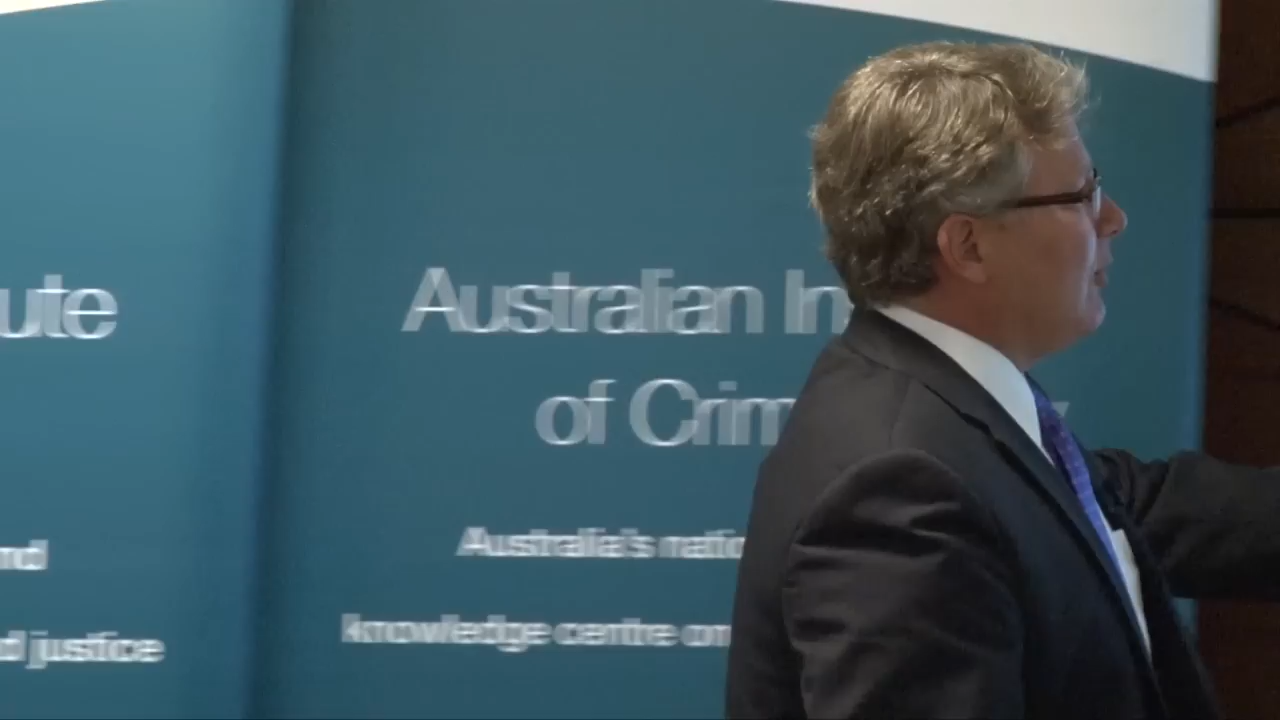 ute
nd
d justice
Australian In
of Crim
Australia's natio
knowledge centre on